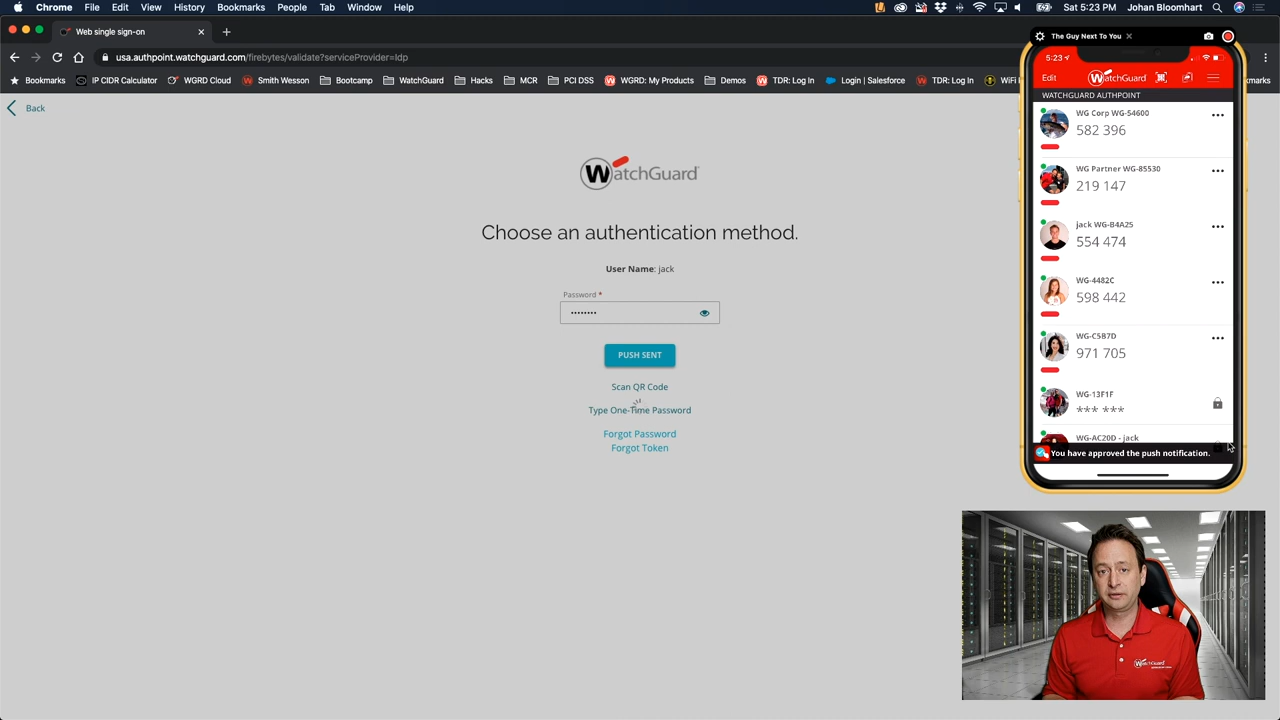 Chrome File Edit View History Bookmarks People Tab Window Help
Sat 5:23 PM Johan Bloomhart
Web single sign-on
usa.authpoint.watchguard.com/firebytes/validate?serviceProvider=Idp
Bookmarks IP CIDR Calculator WGRD Cloud Smith Wesson Bootcamp WatchGuard Hacks MCR PCI DSS WGRD: My Products Demos TDR: Log In Login | Salesforce TDR: Log In WiFi
kmarks
Back
WatchGuard
Choose an authentication method.
User Name: jack
Password *
••••••••
PUSH SENT
Scan QR Code
Type One-Time Password
Forgot Password
Forgot Token
The Guy Next To You
5:23
Edit WatchGuard
WATCHGUARD AUTHPOINT
WG Corp WG-54600
582 396
WG Partner WG-85530
219 147
jack WG-B4A25
554 474
WG-4482C
598 442
WG-C5B7D
971 705
WG-13F1F
*** ***
WG-AC20D - jack
You have approved the push notification.
WatchGuard